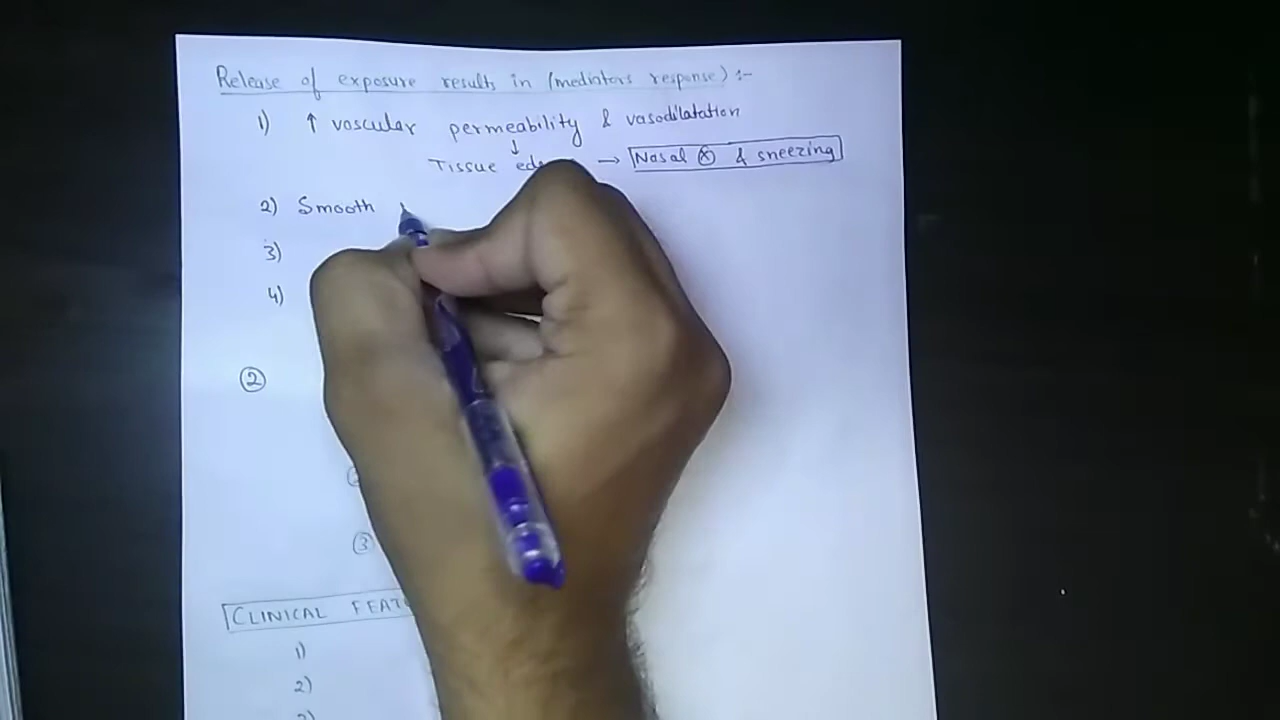 Release of exposure results in (mediators response) :-
1) ↑ vascular permeability & vasodilatation
↓
Tissue → Nasal ⊗ & sneezing
2) Smooth
3)
4)
②
③
CLINICAL
1)
2)